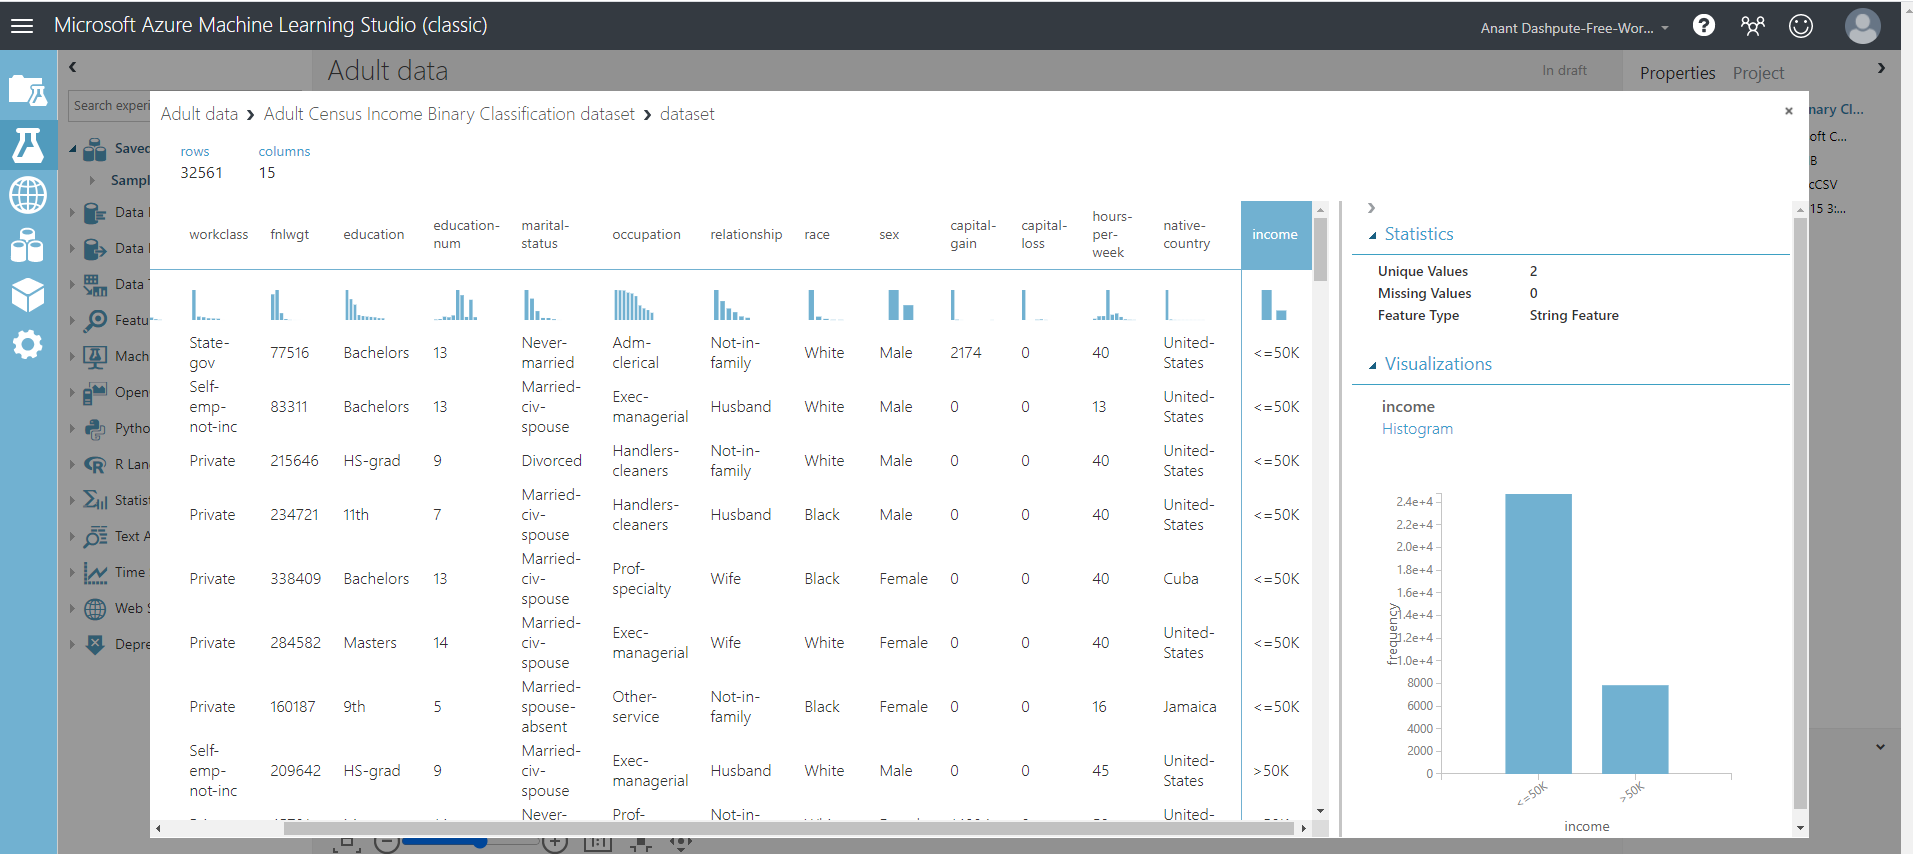 Microsoft Azure Machine Learning Studio (classic)
Anant Dashpute-Free-Wor...
Adult data
In draft
Properties Project
Search experi
Adult data > Adult Census Income Binary Classification dataset > dataset
rows columns
32561 15
nary Cl...
oft C...
B
cCSV
15 3:...
Saved
Sampl
Data I
Data I
Data T
Featu
Mach
Open
Pytho
R Lan
Statist
Text A
Time
Web S
Depre
workclass fnlwgt education education-num marital-status occupation relationship race sex capital-gain capital-loss hours-per-week native-country income
State-gov 77516 Bachelors 13 Never-married Adm-clerical Not-in-family White Male 2174 0 40 United-States <=50K
Self-emp-not-inc 83311 Bachelors 13 Married-civ-spouse Exec-managerial Husband White Male 0 0 13 United-States <=50K
Private 215646 HS-grad 9 Divorced Handlers-cleaners Not-in-family White Male 0 0 40 United-States <=50K
Private 234721 11th 7 Married-civ-spouse Handlers-cleaners Husband Black Male 0 0 40 United-States <=50K
Private 338409 Bachelors 13 Married-civ-spouse Prof-specialty Wife Black Female 0 0 40 Cuba <=50K
Private 284582 Masters 14 Married-civ-spouse Exec-managerial Wife White Female 0 0 40 United-States <=50K
Private 160187 9th 5 Married-spouse-absent Other-service Not-in-family Black Female 0 0 16 Jamaica <=50K
Self-emp-not-inc 209642 HS-grad 9 Married-civ-spouse Exec-managerial Husband White Male 0 0 45 United-States >50K
Never- Prof- Not-in- United-
Statistics
Unique Values 2
Missing Values 0
Feature Type String Feature
Visualizations
income
Histogram
2.4e+4
2.2e+4
2.0e+4
1.8e+4
1.6e+4
1.4e+4
1.2e+4
1.0e+4
8000
6000
4000
2000
0
frequency
<=50K >50K
income
1:1